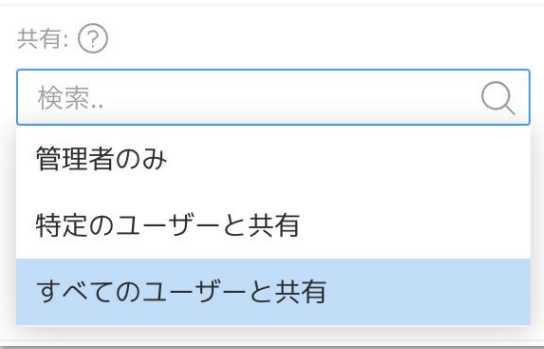 共有: ?
検索..
管理者のみ
特定のユーザーと共有
すべてのユーザーと共有